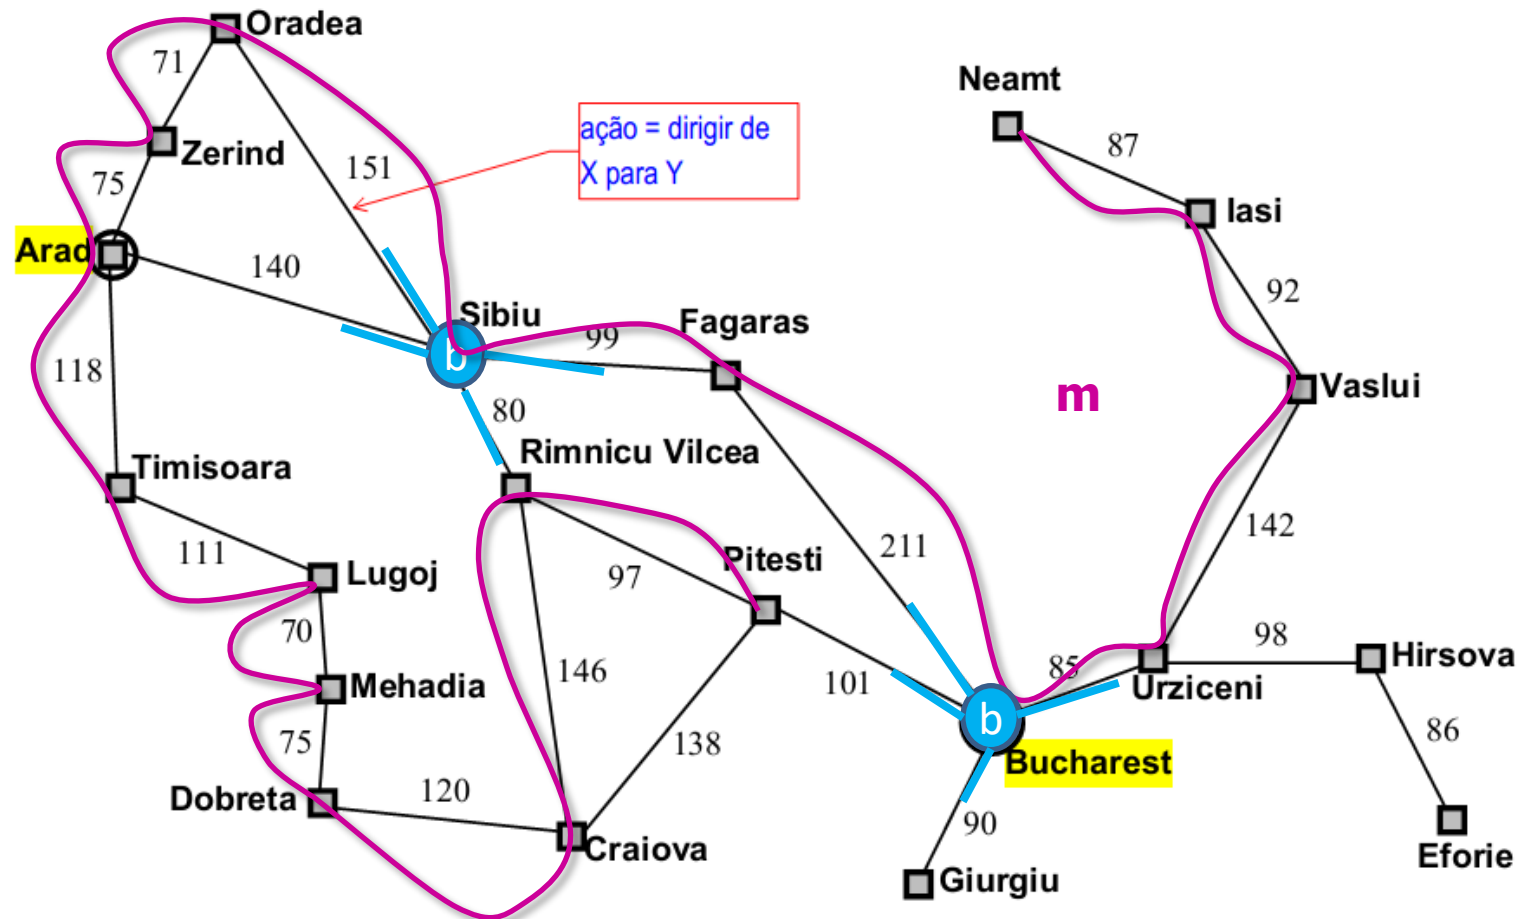 Oradea
71
Neamt
87
ação = dirigir de
X para Y
Zerind
151
75
Iasi
Arad
140
92
Sibiu
Fagaras
99
b
118
80
m
Vaslui
Rimnicu Vilcea
Timisoara
142
111
211
Pitesti
Lugoj
97
70
98
Hirsova
146
85
Mehadia
101
Urziceni
b
75
138
86
Bucharest
Dobreta
120
90
Craiova
Eforie
Giurgiu